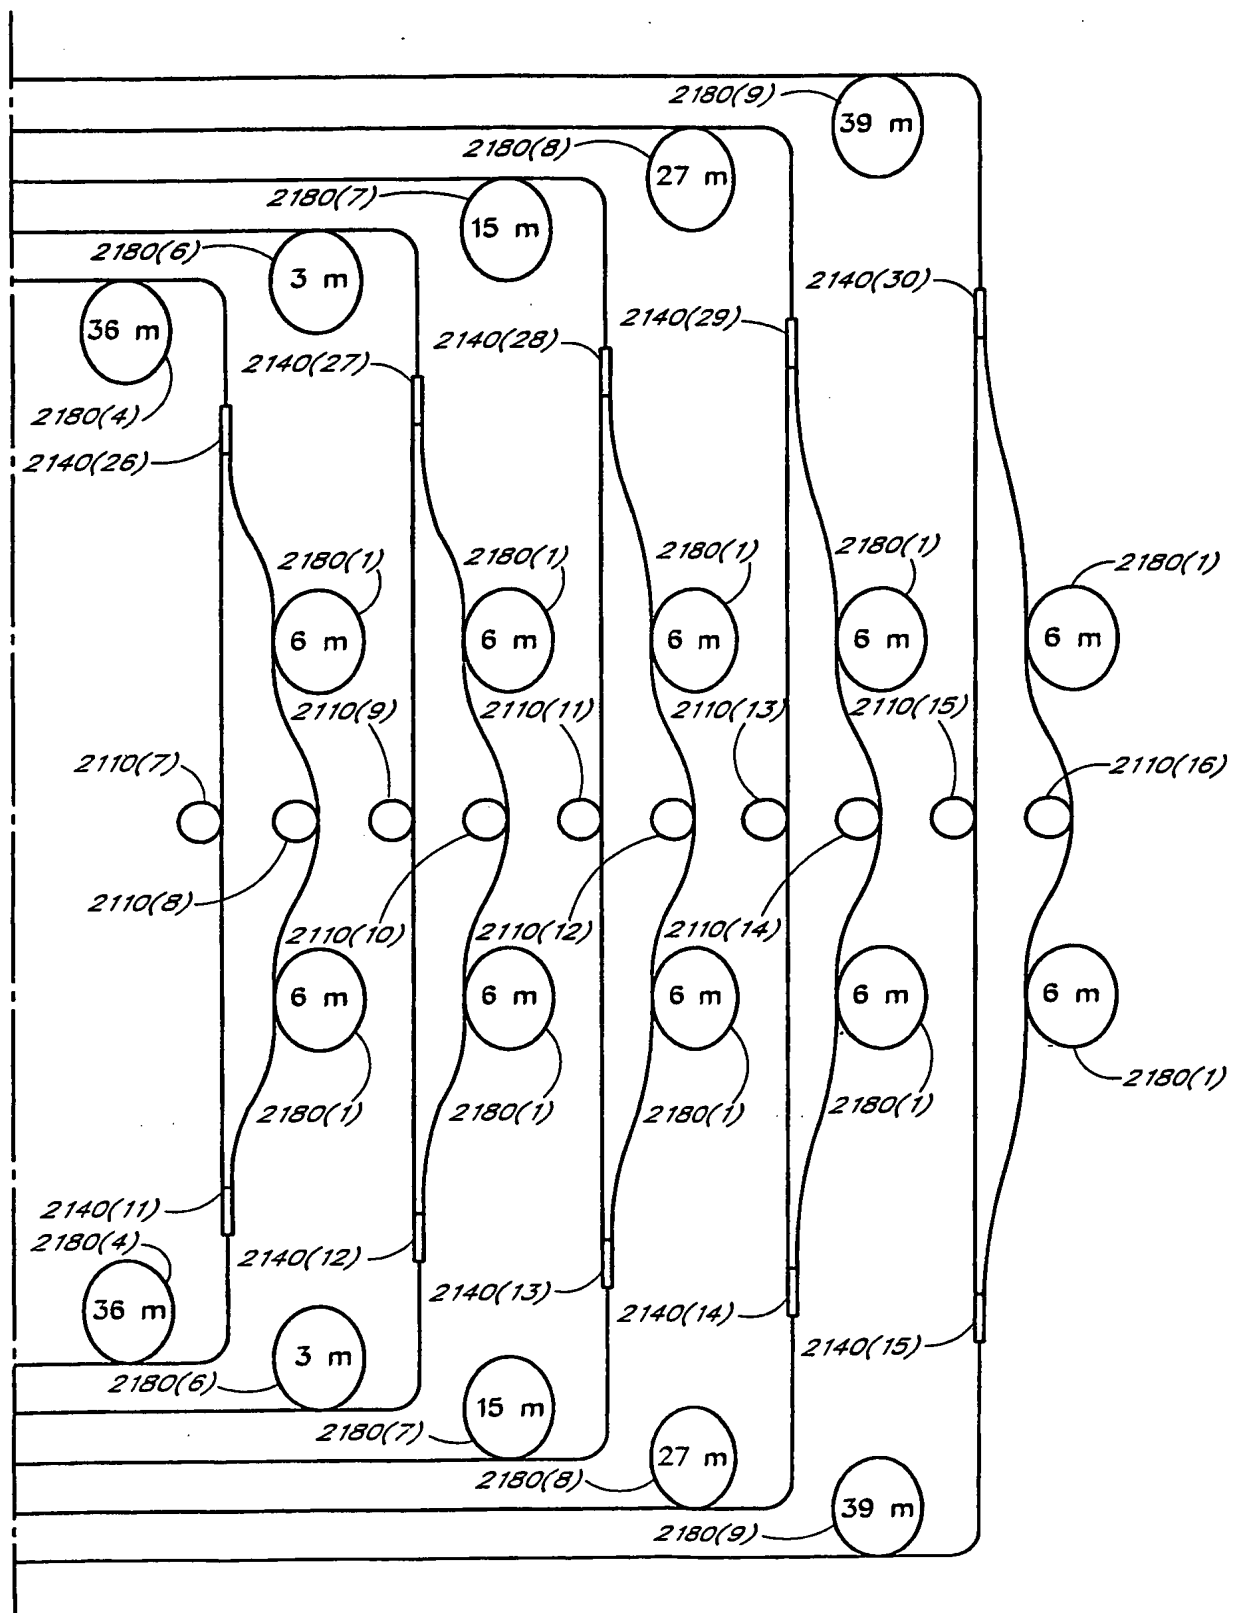 2180(9)
39 m
2180(8)
27 m
2180(7)
15 m
2180(6)
3 m
2140(30)
36 m
2140(29)
2140(28)
2140(27)
2180(4)
2140(26)
2180(1)
2180(1)
2180(1)
2180(1)
2180(1)
6 m
6 m
6 m
6 m
6 m
2110(9)
2110(11)
2110(13)
2110(15)
2110(7)
2110(16)
2110(8)
2110(10)
2110(12)
2110(14)
6 m
6 m
6 m
6 m
6 m
2180(1)
2180(1)
2180(1)
2180(1)
2180(1)
2140(11)
2180(4)
2140(12)
2140(13)
36 m
2140(14)
2140(15)
3 m
2180(6)
15 m
2180(7)
27 m
2180(8)
39 m
2180(9)